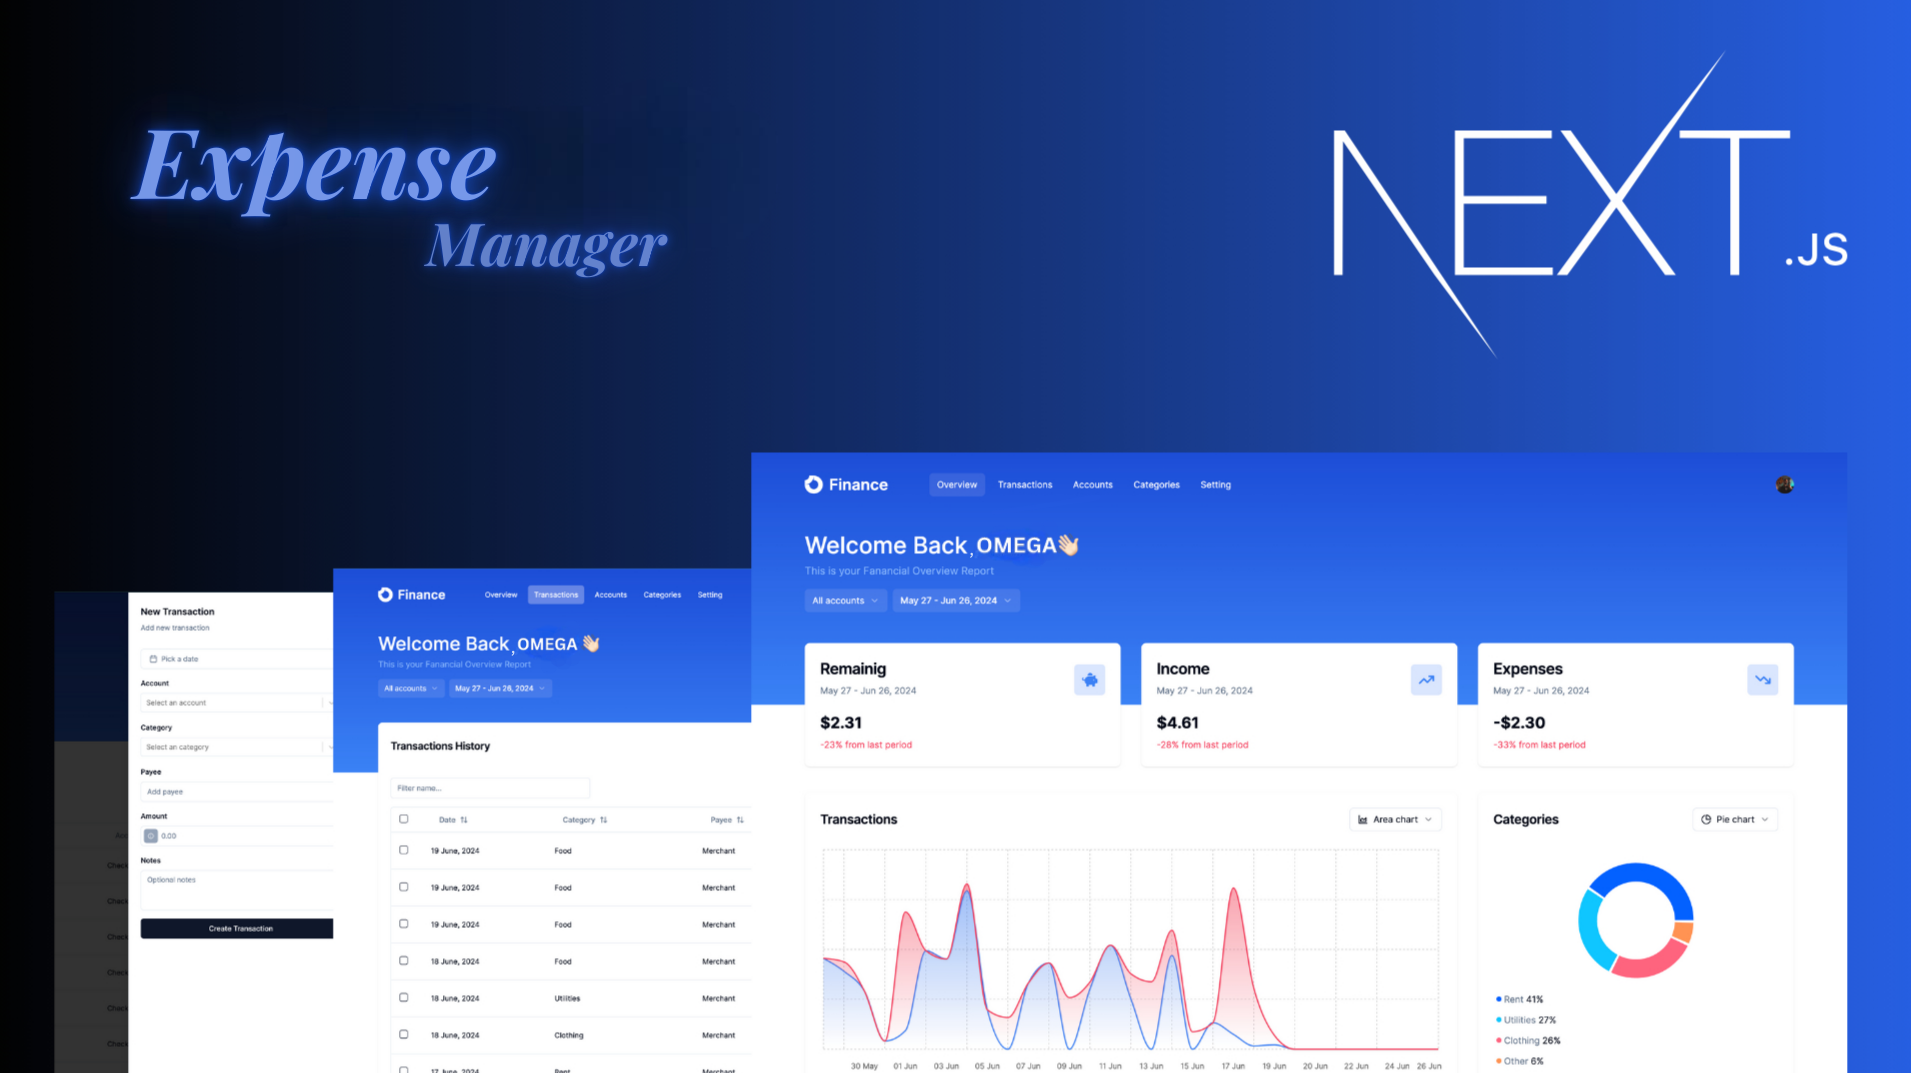 Expense
Manager
NEXT.JS
New Transaction
Add new transaction
Pick a date
Account
Select an account
Category
Select an category
Payee
Add payee
Amount
0.00
Notes
Optional notes
Create Transaction
Check
Check
Check
Check
Check
Check
Finance
Overview Transactions Accounts Categories Setting
Welcome Back, OMEGA 👋🏻
This is your Fanancial Overview Report
All accounts May 27 - Jun 26, 2024
Transactions History
Filter name...
Date Category Payee
19 June, 2024 Food Merchant
19 June, 2024 Food Merchant
19 June, 2024 Food Merchant
18 June, 2024 Food Merchant
18 June, 2024 Utilities Merchant
18 June, 2024 Clothing Merchant
17 June, 2024 Rent Merchant
Finance
Overview Transactions Accounts Categories Setting
Welcome Back, OMEGA👋🏻
This is your Fanancial Overview Report
All accounts May 27 - Jun 26, 2024
Remainig
May 27 - Jun 26, 2024
$2.31
-23% from last period
Income
May 27 - Jun 26, 2024
$4.61
-28% from last period
Expenses
May 27 - Jun 26, 2024
-$2.30
-33% from last period
Transactions
Area chart
30 May 01 Jun 03 Jun 05 Jun 07 Jun 09 Jun 11 Jun 13 Jun 15 Jun 17 Jun 19 Jun 20 Jun 22 Jun 24 Jun 26 Jun
Categories
Pie chart
Rent 41%
Utilities 27%
Clothing 26%
Other 6%